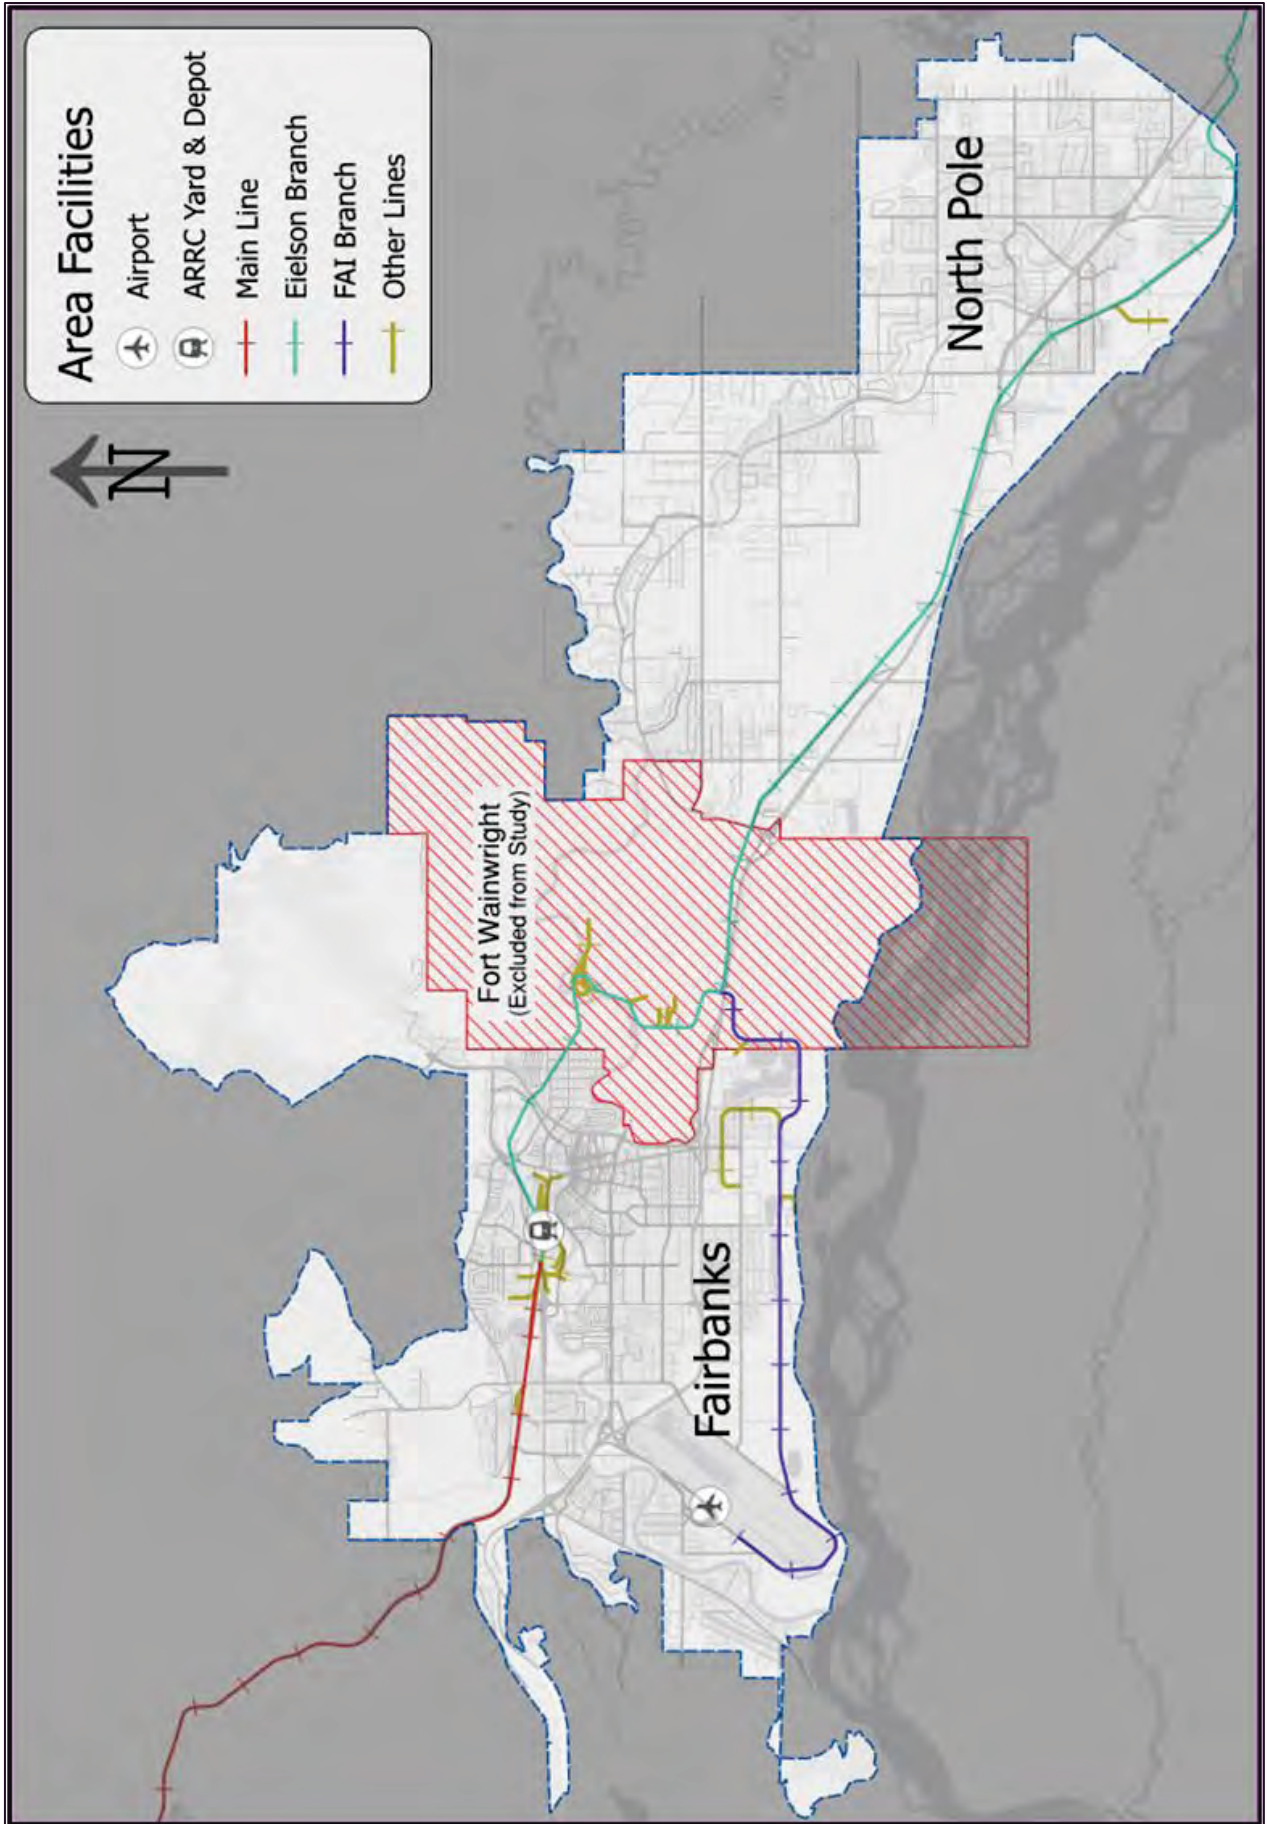 Area Facilities
Airport
ARRC Yard & Depot
Main Line
Eielson Branch
FAI Branch
Other Lines
N
Fort Wainwright
(Excluded from Study)
North Pole
Fairbanks